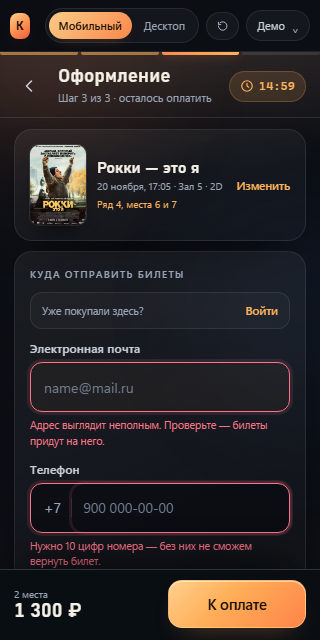 К
Мобильный
Десктоп
Демо
Оформление
Шаг 3 из 3 · осталось оплатить
14:59
РОККИ
Рокки — это я
20 ноября, 17:05 · Зал 5 · 2D
Ряд 4, места 6 и 7
Изменить
КУДА ОТПРАВИТЬ БИЛЕТЫ
Уже покупали здесь?
Войти
Электронная почта
name@mail.ru
Адрес выглядит неполным. Проверьте — билеты
придут на него.
Телефон
+7
900 000-00-00
Нужно 10 цифр номера — без них не сможем
вернуть билет.
2 места
1 300 ₽
К оплате